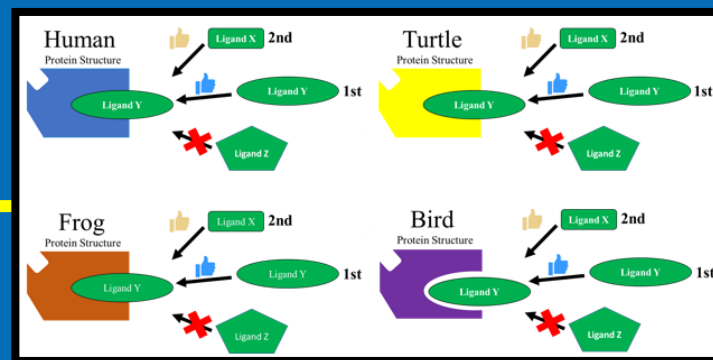 Human
Protein Structure
Ligand X 2nd
Ligand Y
Ligand Y 1st
Ligand Z
Turtle
Protein Structure
Ligand X 2nd
Ligand Y
Ligand Y 1st
Ligand Z
Frog
Protein Structure
Ligand X 2nd
Ligand Y
Ligand Y 1st
Ligand Z
Bird
Protein Structure
Ligand X 2nd
Ligand Y
Ligand Y 1st
Ligand Z